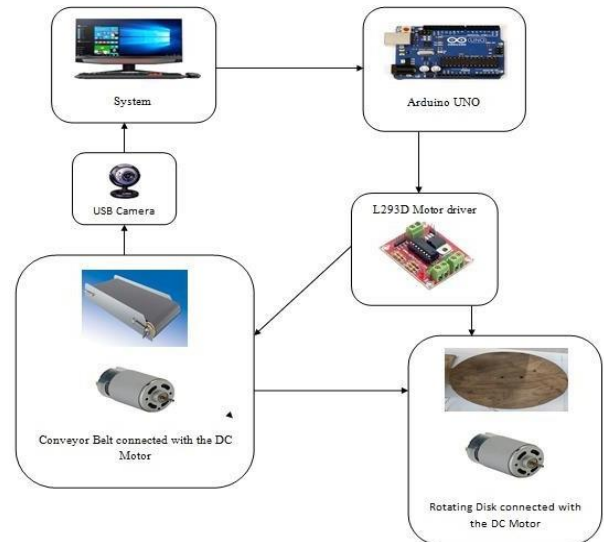 System
UNO
Arduino UNO
USB Camera
L293D Motor driver
Conveyor Belt connected with the DC
Motor
Rotating Disk connected with
the DC Motor